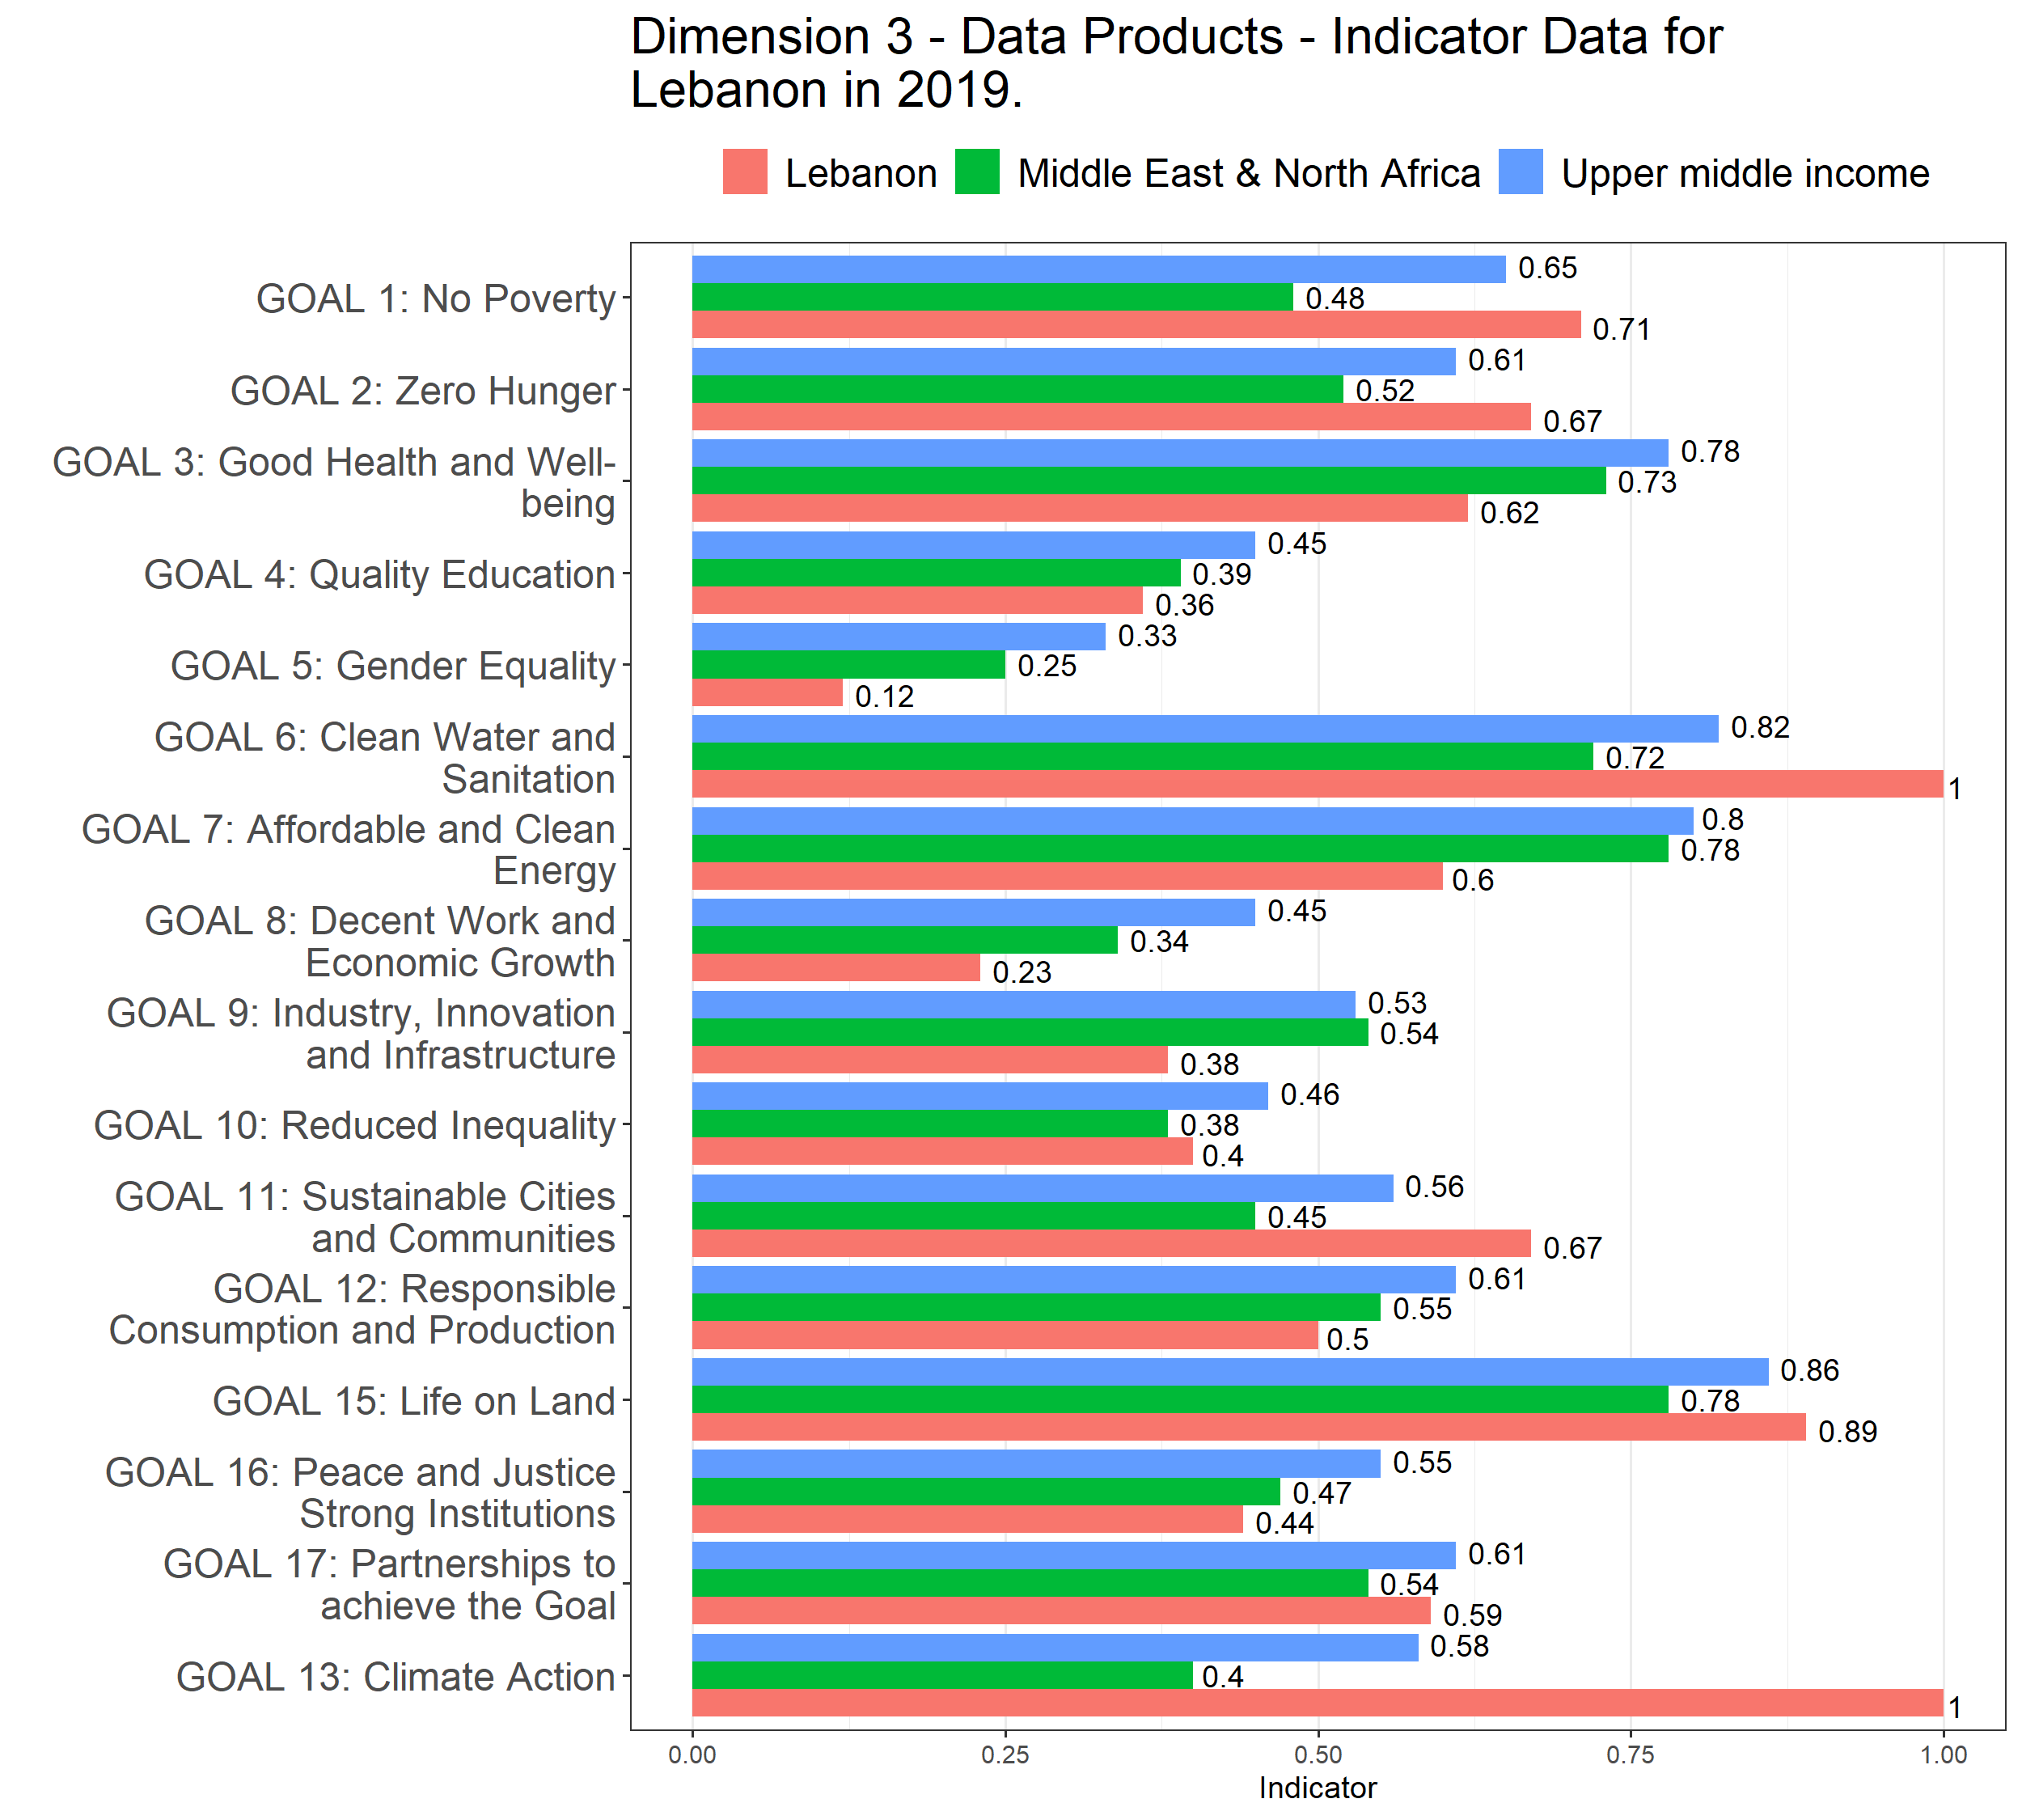 Dimension 3 - Data Products - Indicator Data for
Lebanon in 2019.
Lebanon Middle East & North Africa Upper middle income
GOAL 1: No Poverty
0.65
0.48
0.71
GOAL 2: Zero Hunger
0.61
0.52
0.67
GOAL 3: Good Health and Well-
being
0.78
0.73
0.62
GOAL 4: Quality Education
0.45
0.39
0.36
GOAL 5: Gender Equality
0.33
0.25
0.12
GOAL 6: Clean Water and
Sanitation
0.82
0.72
1
GOAL 7: Affordable and Clean
Energy
0.8
0.78
0.6
GOAL 8: Decent Work and
Economic Growth
0.45
0.34
0.23
GOAL 9: Industry, Innovation
and Infrastructure
0.53
0.54
0.38
GOAL 10: Reduced Inequality
0.46
0.38
0.4
GOAL 11: Sustainable Cities
and Communities
0.56
0.45
0.67
GOAL 12: Responsible
Consumption and Production
0.61
0.55
0.5
GOAL 15: Life on Land
0.86
0.78
0.89
GOAL 16: Peace and Justice
Strong Institutions
0.55
0.47
0.44
GOAL 17: Partnerships to
achieve the Goal
0.61
0.54
0.59
GOAL 13: Climate Action
0.58
0.4
1
0.00 0.25 0.50 0.75 1.00
Indicator